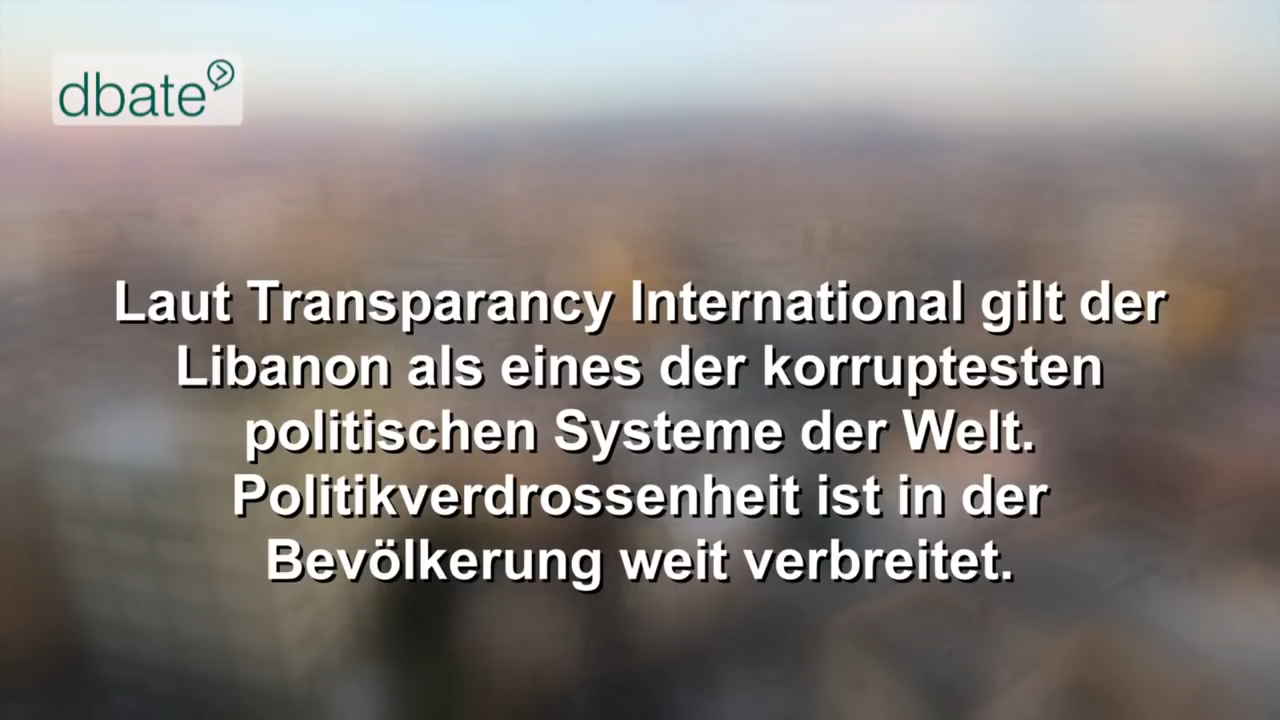 dbate
Laut Transparancy International gilt der
Libanon als eines der korruptesten
politischen Systeme der Welt.
Politikverdrossenheit ist in der
Bevölkerung weit verbreitet.